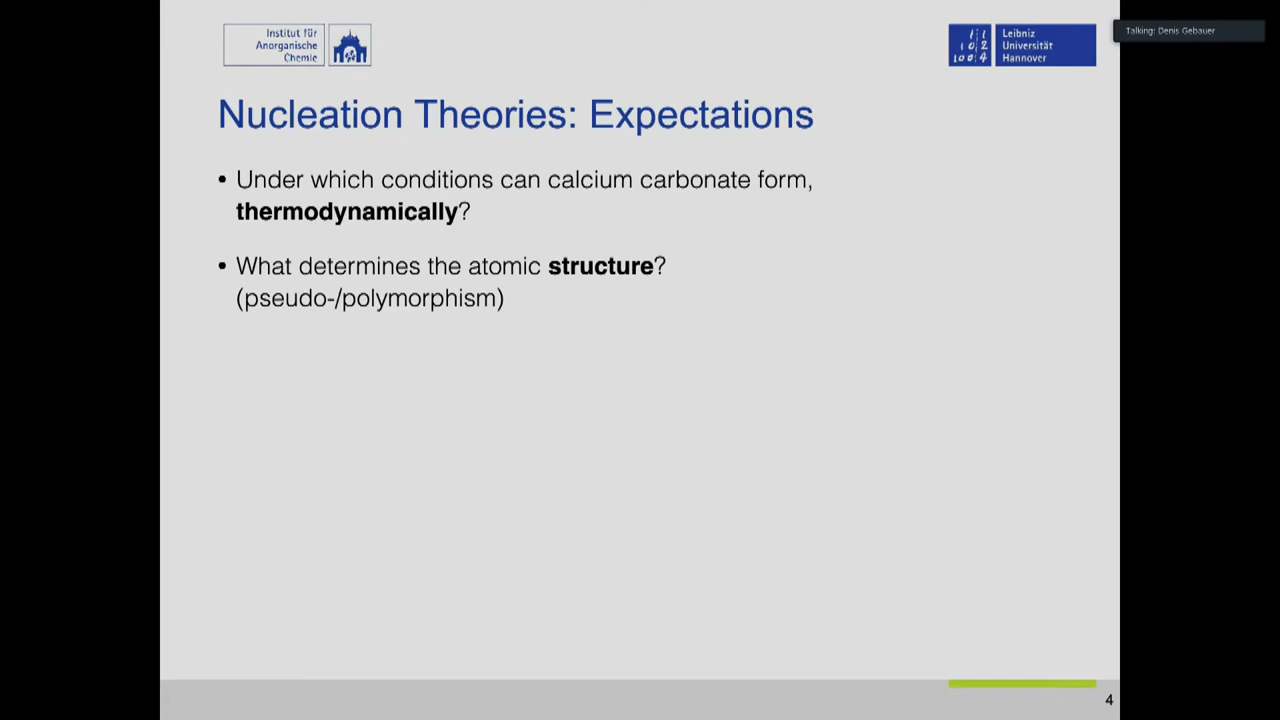 Institut für
Anorganische
Chemie
Leibniz
Universität
Hannover
Talking: Denis Gebauer
Nucleation Theories: Expectations
• Under which conditions can calcium carbonate form,
thermodynamically?
• What determines the atomic structure?
(pseudo-/polymorphism)
4